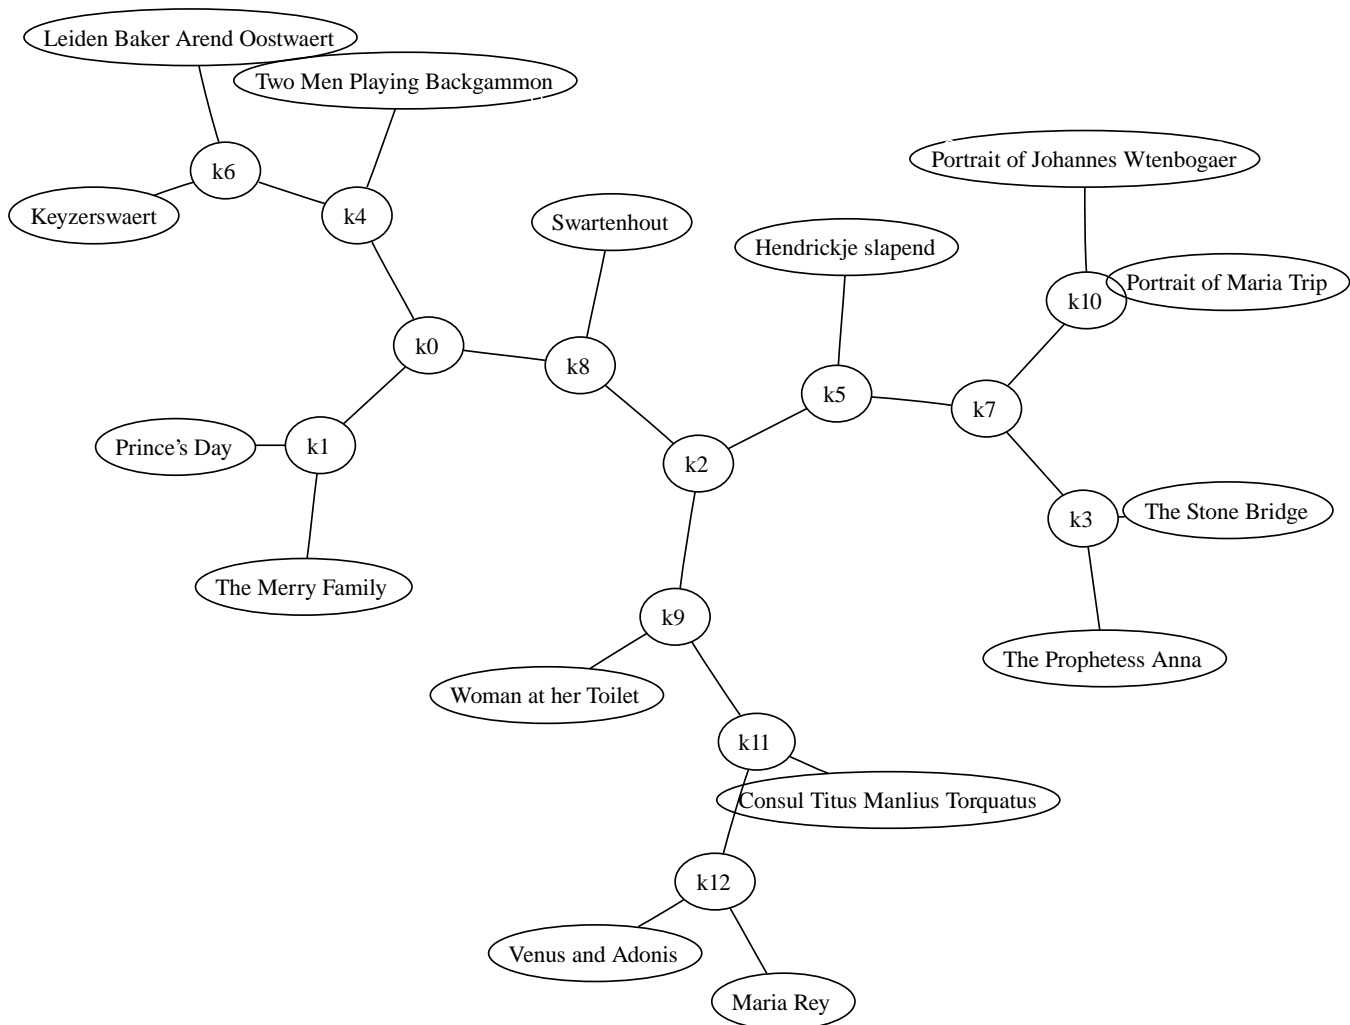 Leiden Baker Arend Oostwaert
Two Men Playing Backgammon
Portrait of Johannes Wtenbogaer
k6
Keyzerswaert
k4
Swartenhout
Hendrickje slapend
Portrait of Maria Trip
k10
k0
k8
k5
k7
Prince's Day
k1
k2
The Stone Bridge
k3
The Merry Family
k9
The Prophetess Anna
Woman at her Toilet
k11
Consul Titus Manlius Torquatus
k12
Venus and Adonis
Maria Rey